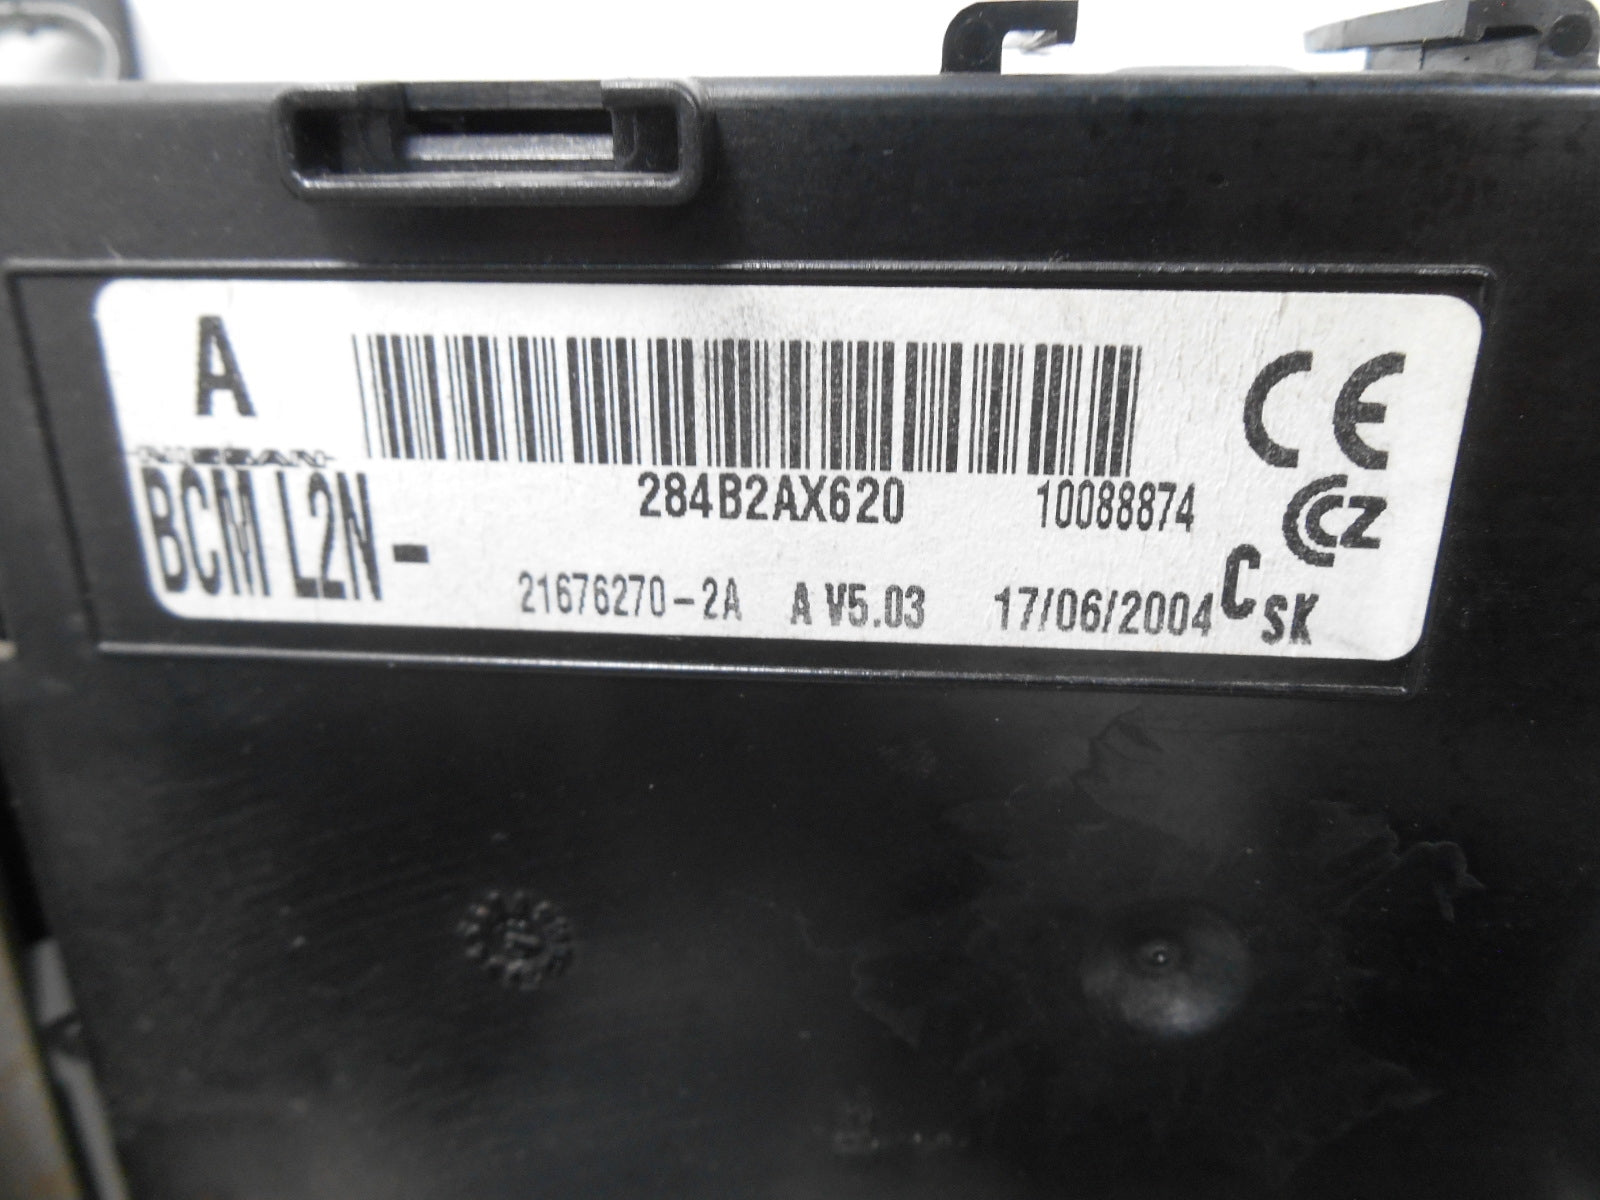 A
NISSAN
BCM L2N-
284B2AX620 10088874
21676270-2A A V5.03 17/06/2004 C SK
CE
CZ